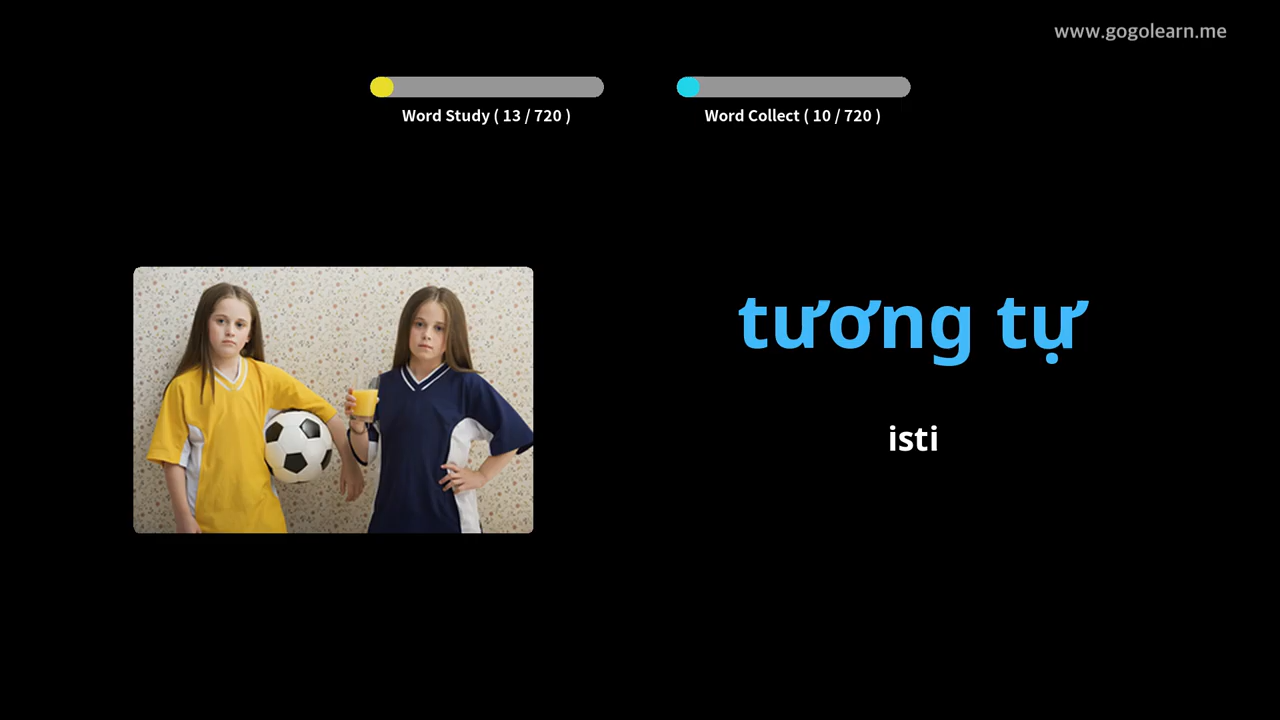 www.gogolearn.me
Word Study ( 13 / 720 )
Word Collect ( 10 / 720 )
tương tự
isti